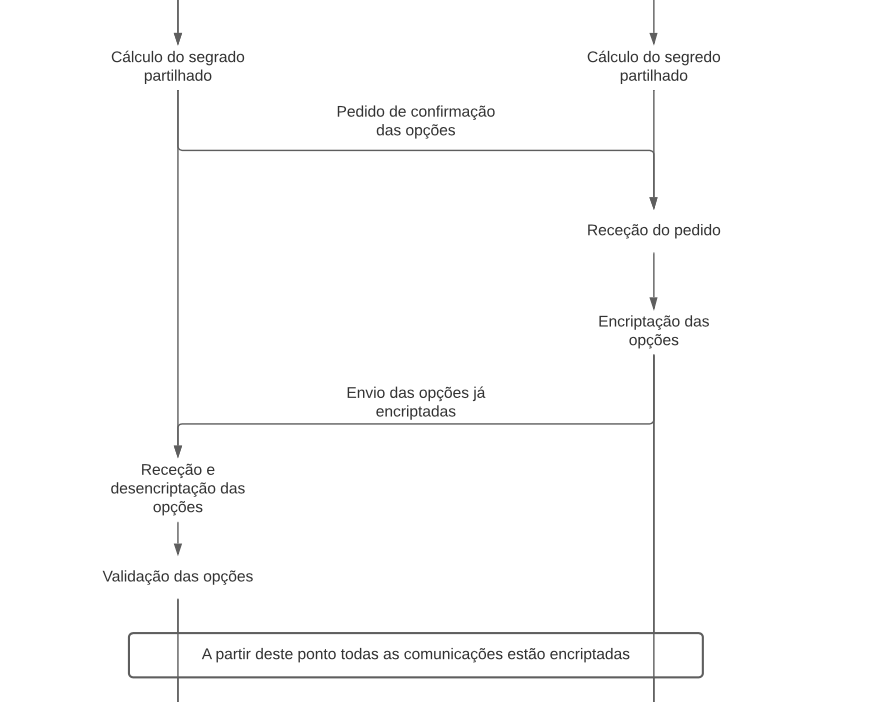 Cálculo do segrado
partilhado
Cálculo do segredo
partilhado
Pedido de confirmação
das opções
Receção do pedido
Encriptação das
opções
Envio das opções já
encriptadas
Receção e
desencriptação das
opções
Validação das opções
A partir deste ponto todas as comunicações estão encriptadas